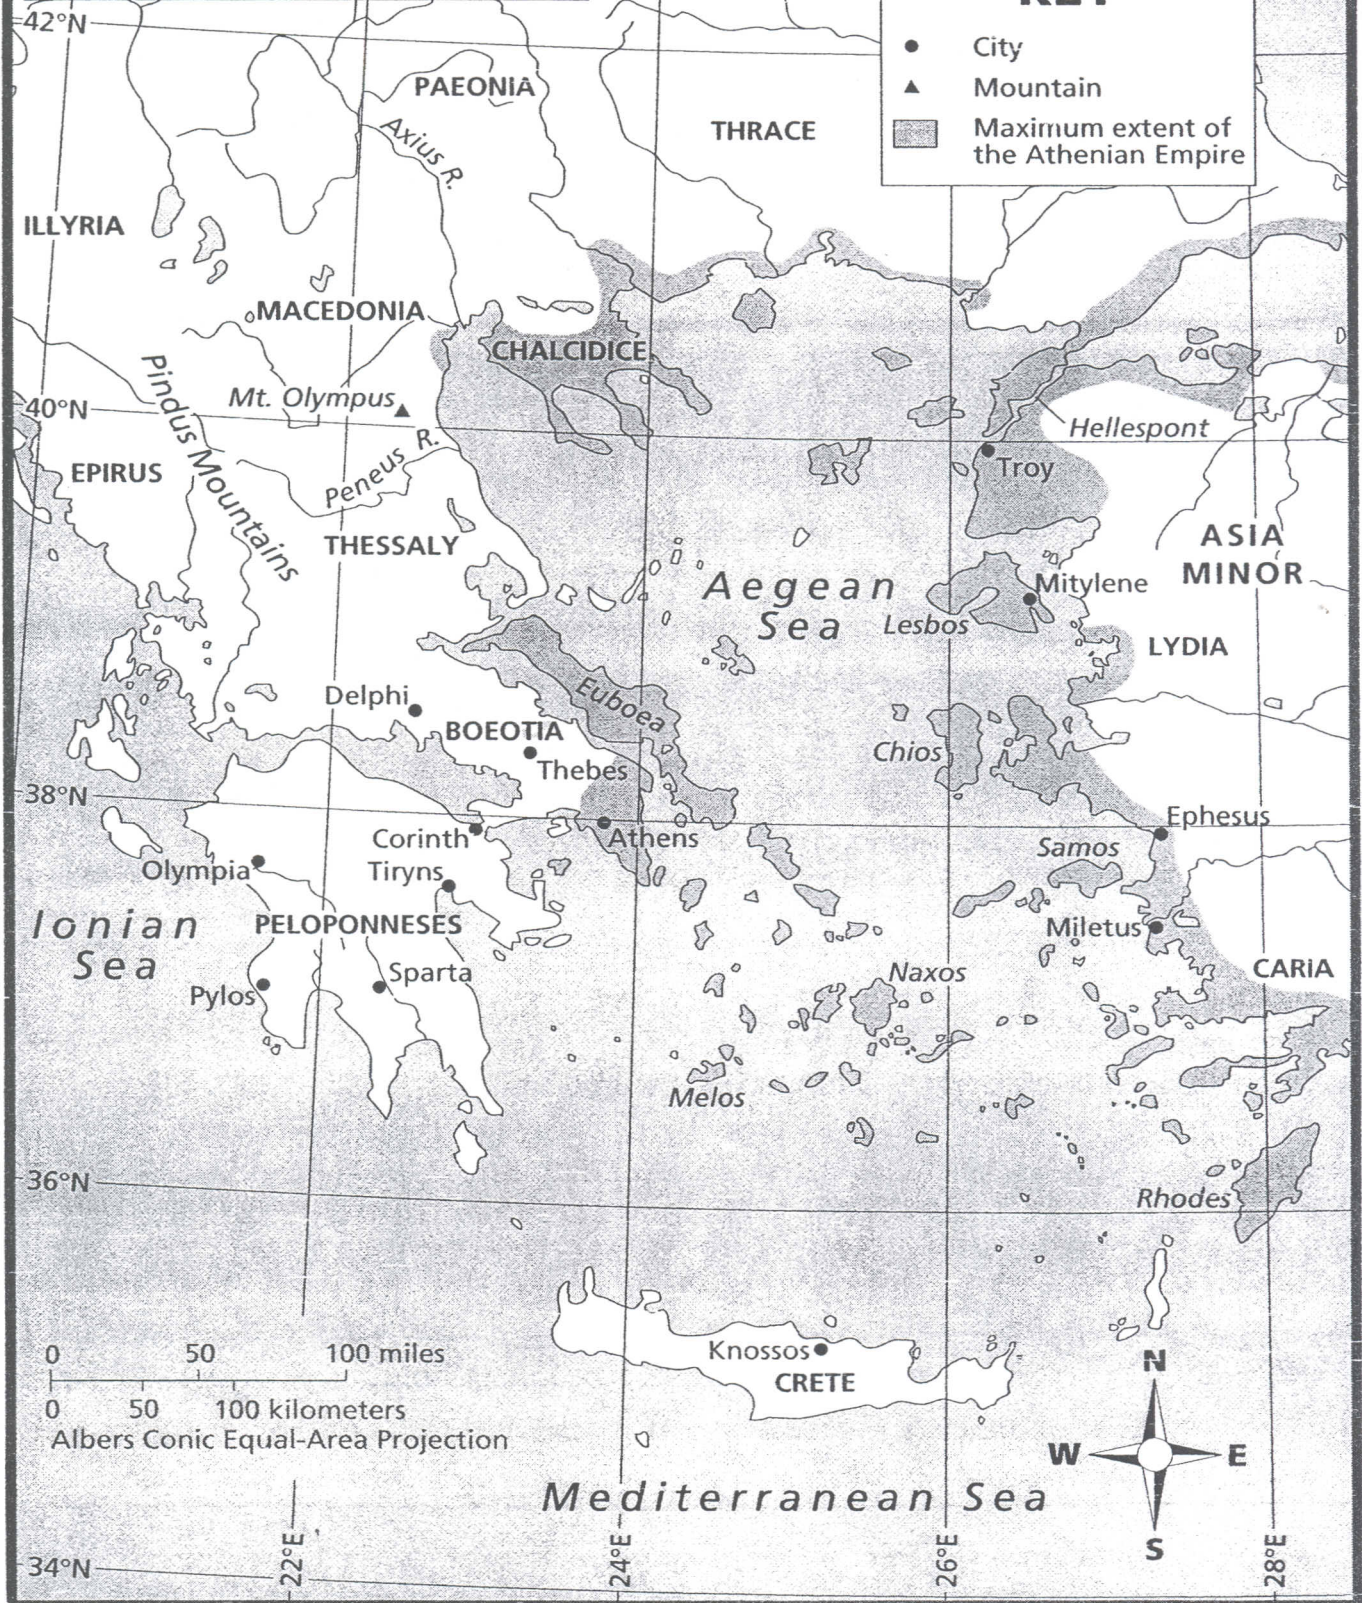 42°N
KEY
City
Mountain
Maximum extent of
the Athenian Empire
PAEONIA
THRACE
Axius R.
ILLYRIA
MACEDONIA
CHALCIDICE
Pindus Mountains
Mt. Olympus
40°N
Hellespont
Peneus R.
Troy
EPIRUS
THESSALY
ASIA
MINOR
Aegean
Sea
Mitylene
Lesbos
LYDIA
Euboea
Delphi
BOEOTIA
Thebes
Chios
38°N
Ephesus
Corinth
Athens
Samos
Olympia
Tiryns
Ionian
Sea
PELOPONNESES
Miletus
Naxos
CARiA
Sparta
Pylos
Melos
36°N
Rhodes
Knossos
CRETE
0 50 100 miles
0 50 100 kilometers
Albers Conic Equal-Area Projection
N
W E
S
Mediterranean Sea
34°N
22°E
24°E
26°E
28°E